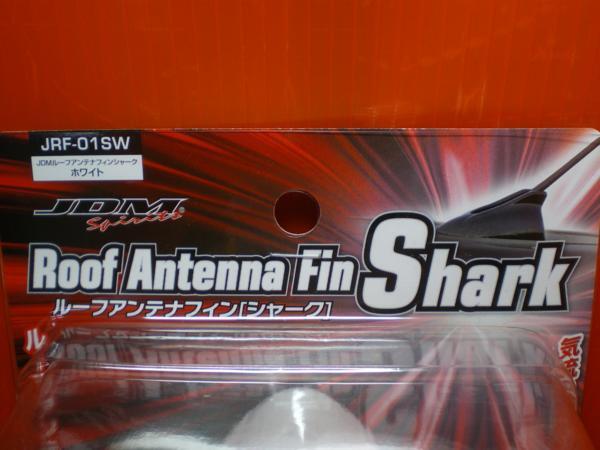 JRF-01SW
JDMルーフアンテナフィンシャーク
ホワイト
JDM
Spirits®
Roof Antenna Fin Shark
ルーフアンテナフィン[シャーク]
ル
気